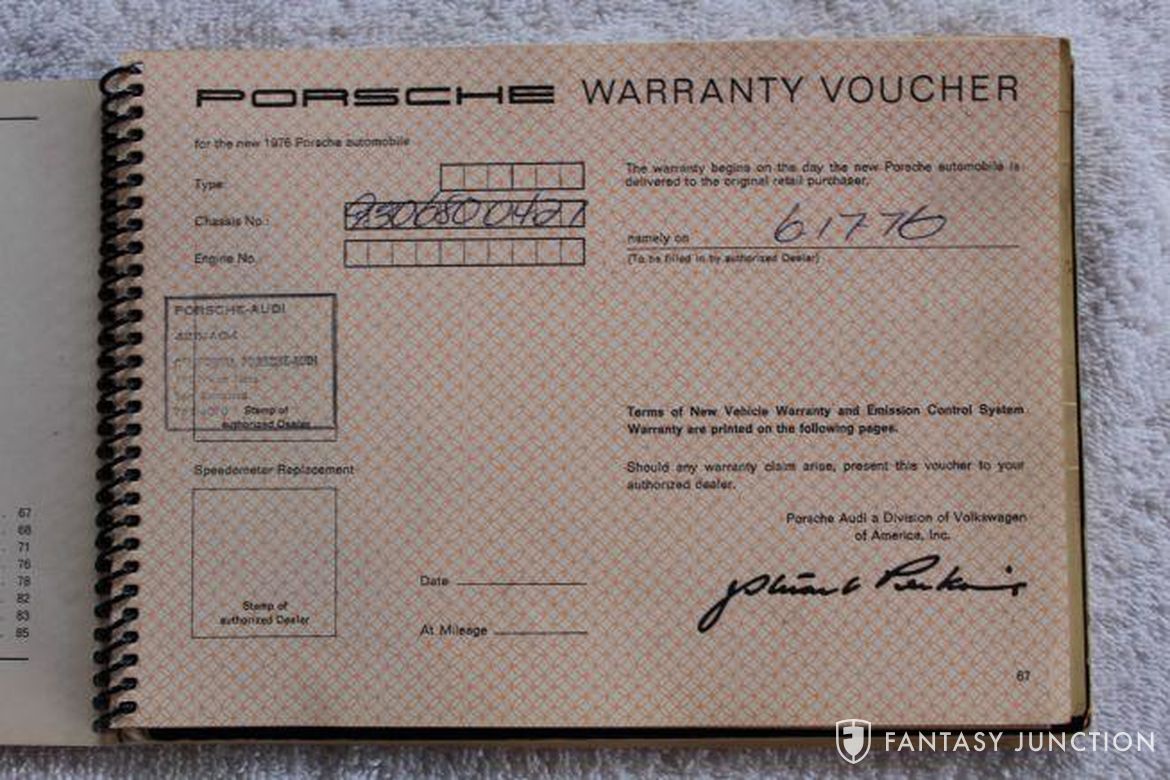 PORSCHE WARRANTY VOUCHER
for the new 1976 Porsche automobile
Type:
Chassis No.: 9306800421
Engine No.
The warranty begins on the day the new Porsche automobile is
delivered to the original retail purchaser,
namely on 61776
(To be filled in by authorized Dealer)
PORSCHE-AUDI
PORSCHE-AUDI
Stamp of
authorized Dealer
Terms of New Vehicle Warranty and Emission Control System
Warranty are printed on the following pages.
Speedometer Replacement
Should any warranty claim arise, present this voucher to your
authorized dealer.
Porsche Audi a Division of Volkswagen
of America, Inc.
J Stuart Perkins
Stamp of
authorized Dealer
Date
At Mileage
67
67
68
71
76
78
82
83
85
FANTASY JUNCTION